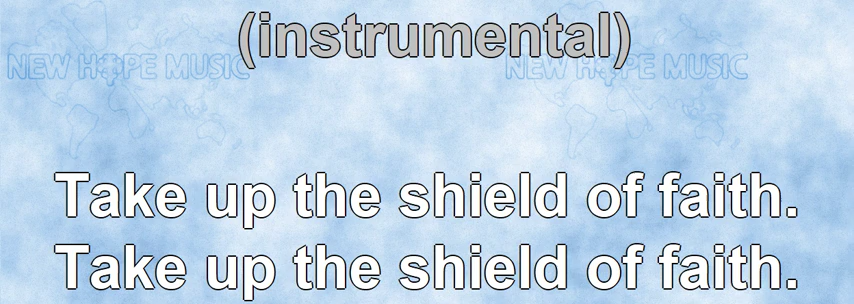 (instrumental)
NEW HOPE MUSIC NEW HOPE MUSIC
Take up the shield of faith.
Take up the shield of faith.